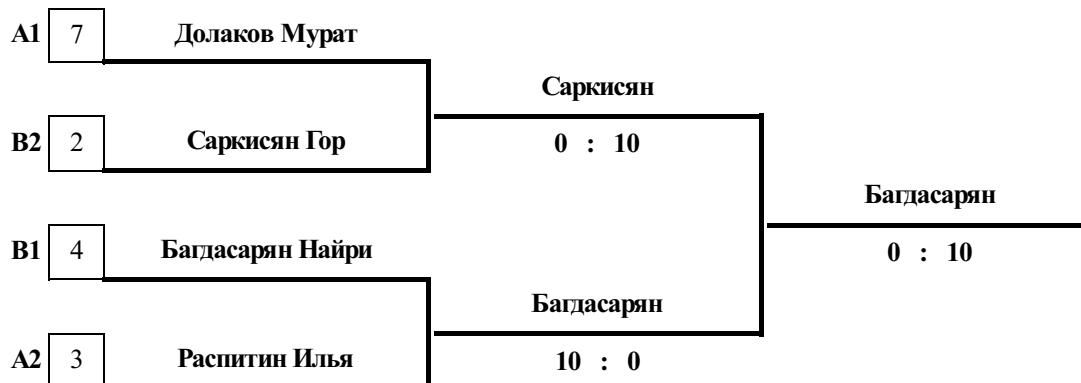 A1 7 Долаков Мурат
Саркисян
B2 2 Саркисян Гор
0 : 10
Багдасарян
B1 4 Багдасарян Найри
0 : 10
Багдасарян
A2 3 Распитин Илья
10 : 0